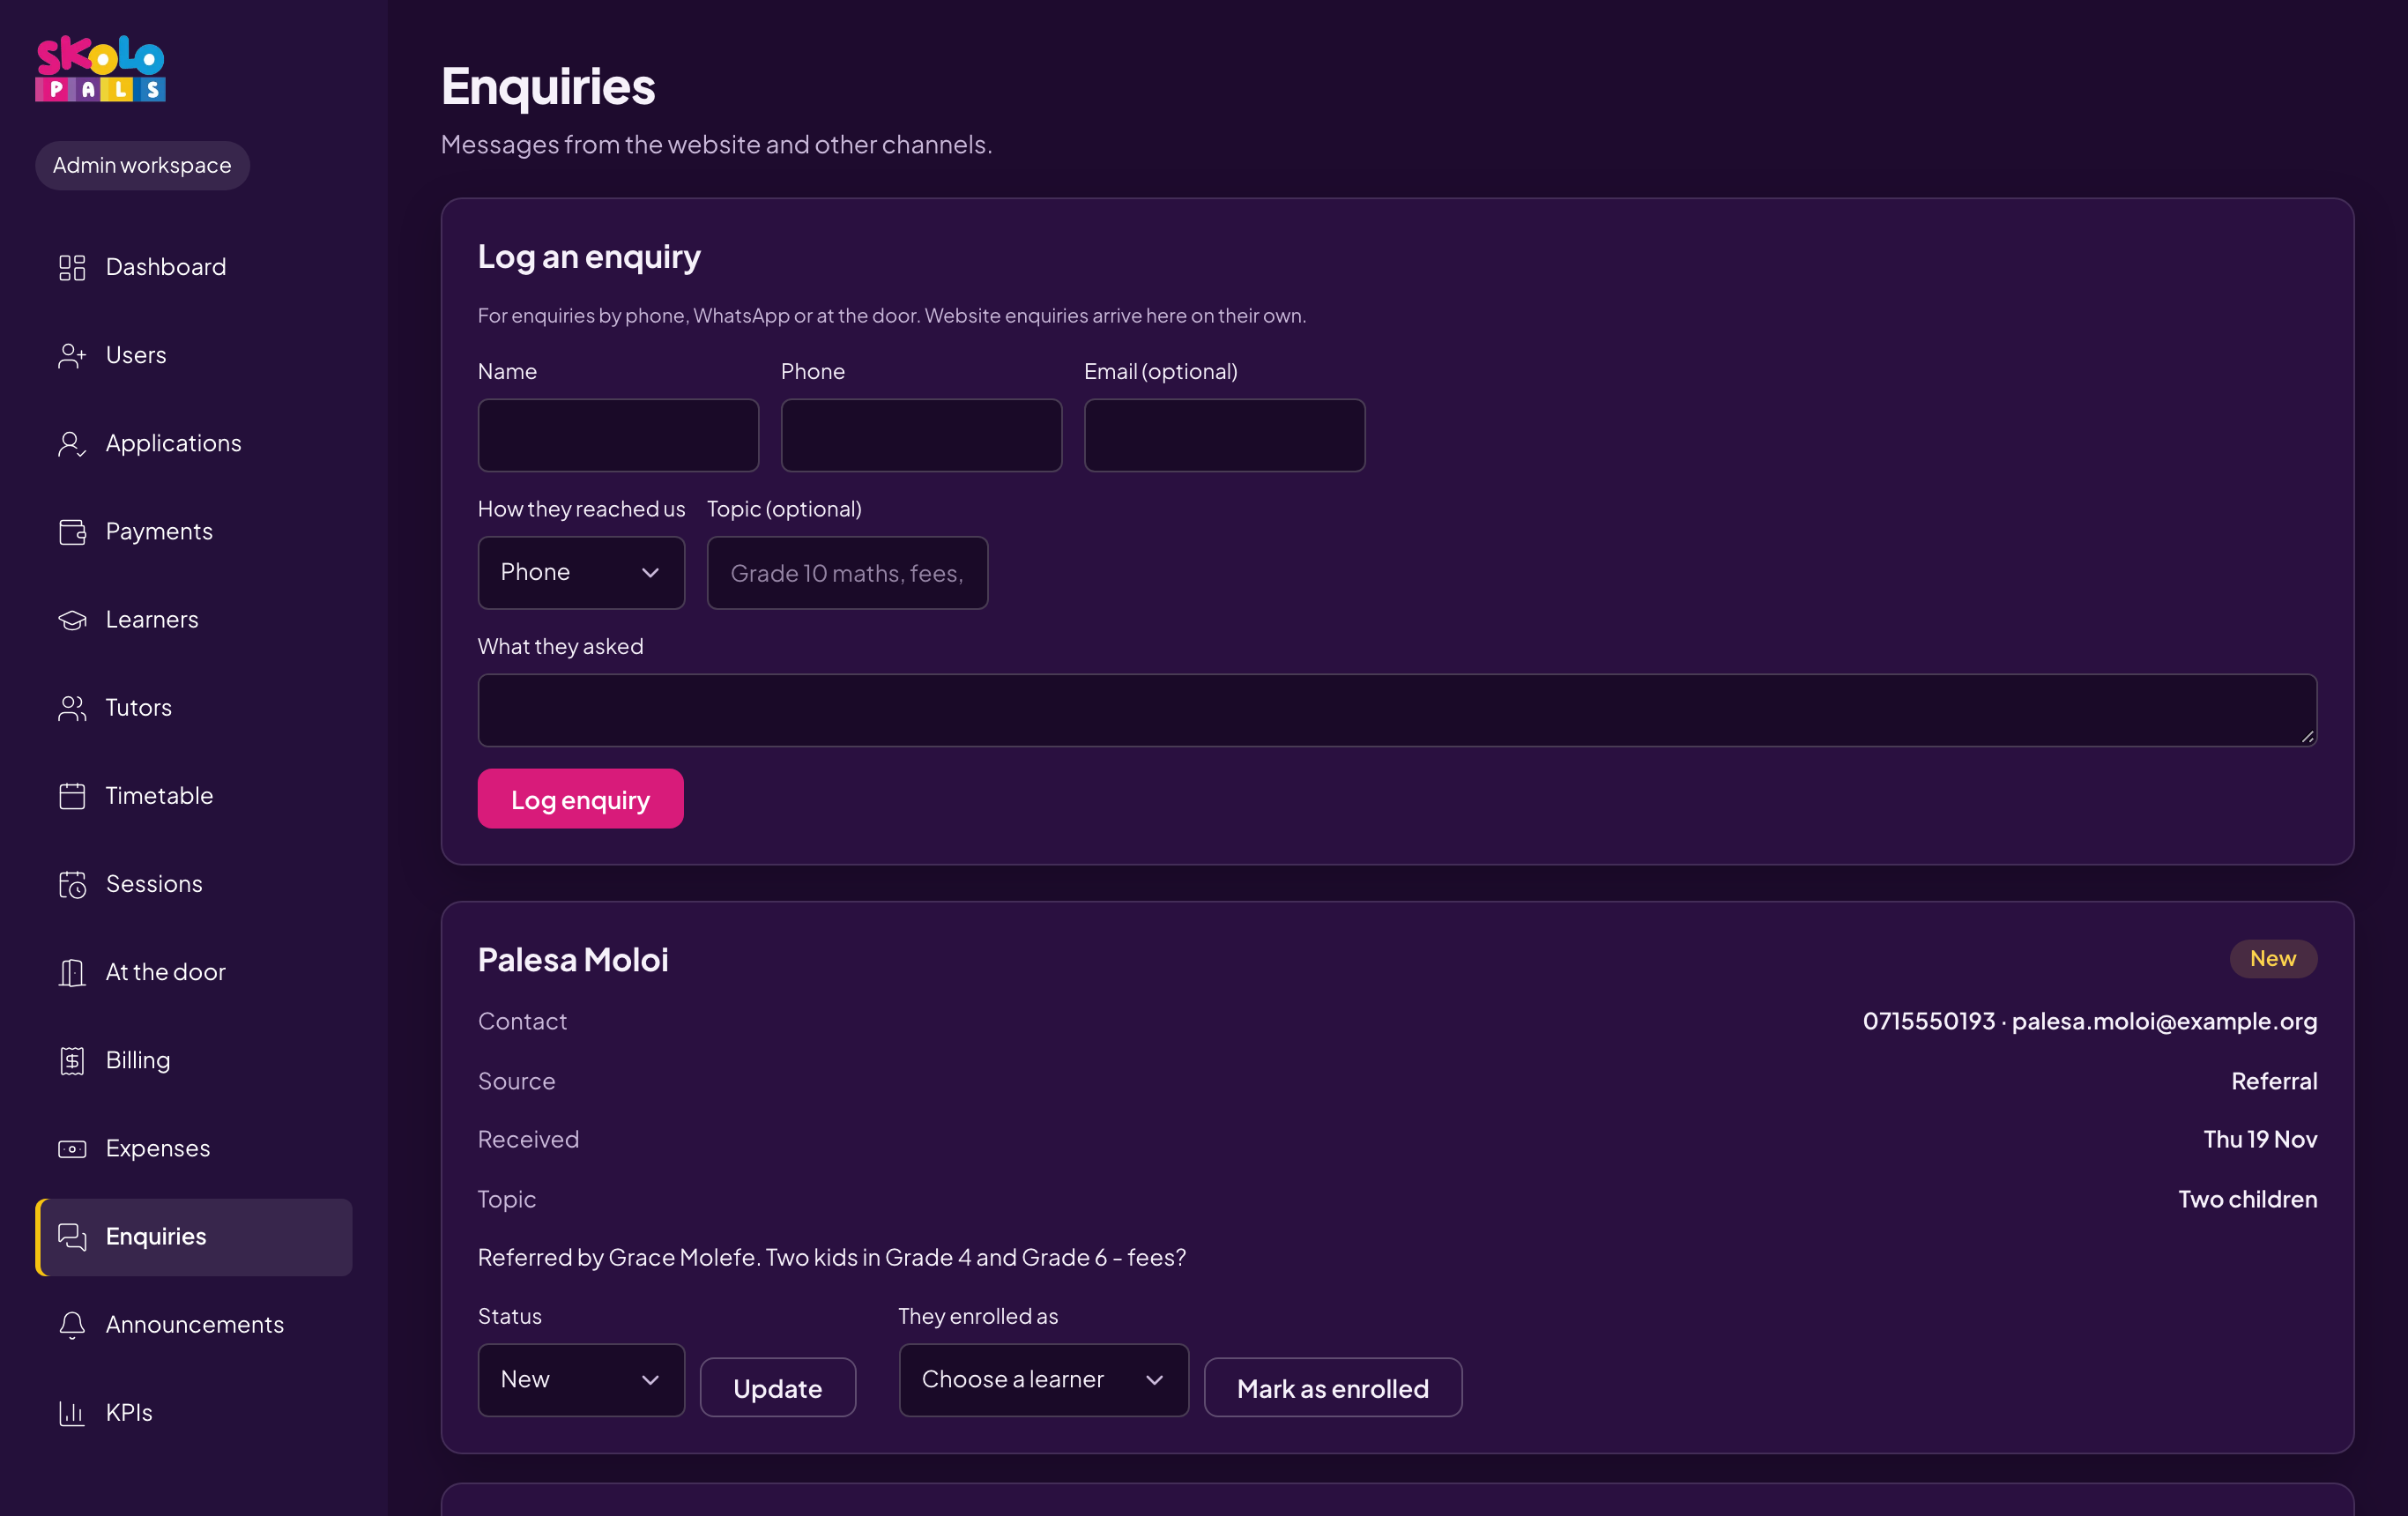 SKOLO
PALS
Admin workspace
Dashboard
Users
Applications
Payments
Learners
Tutors
Timetable
Sessions
At the door
Billing
Expenses
Enquiries
Announcements
KPIs
Enquiries
Messages from the website and other channels.
Log an enquiry
For enquiries by phone, WhatsApp or at the door. Website enquiries arrive here on their own.
Name Phone Email (optional)
How they reached us Topic (optional)
Phone Grade 10 maths, fees,
What they asked
Log enquiry
Palesa Moloi New
Contact 0715550193 · palesa.moloi@example.org
Source Referral
Received Thu 19 Nov
Topic Two children
Referred by Grace Molefe. Two kids in Grade 4 and Grade 6 - fees?
Status They enrolled as
New Update Choose a learner Mark as enrolled